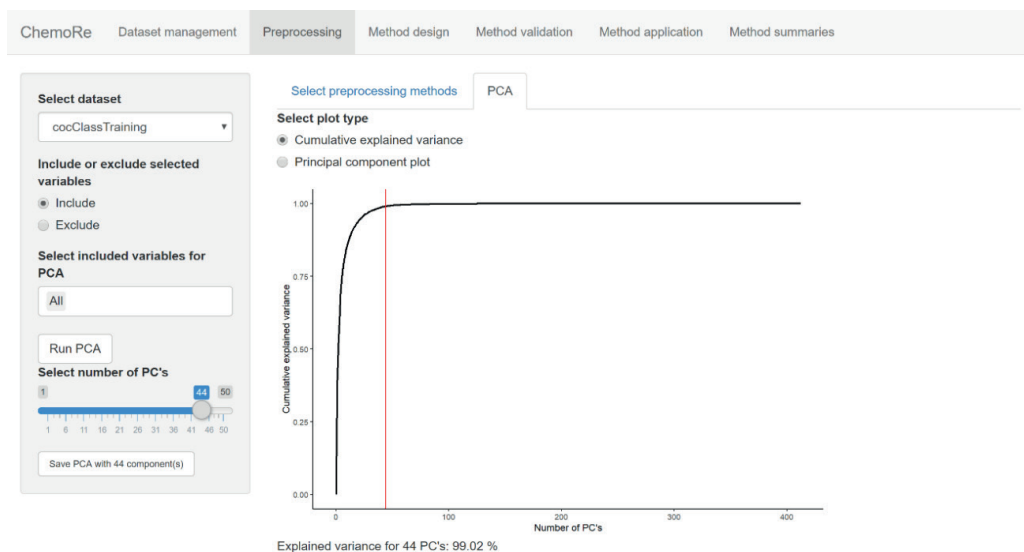 ChemoRe Dataset management Preprocessing Method design Method validation Method application Method summaries
Select dataset
cocClassTraining
Include or exclude selected
variables
Include
Exclude
Select included variables for
PCA
All
Run PCA
Select number of PC's
1 44 50
1 6 11 16 21 26 31 36 41 46 50
Save PCA with 44 component(s)
Select preprocessing methods PCA
Select plot type
Cumulative explained variance
Principal component plot
1.00
0.75
0.50
0.25
0.00
Cumulative explained variance
0 100 200 300 400
Number of PC's
Explained variance for 44 PC's: 99.02 %